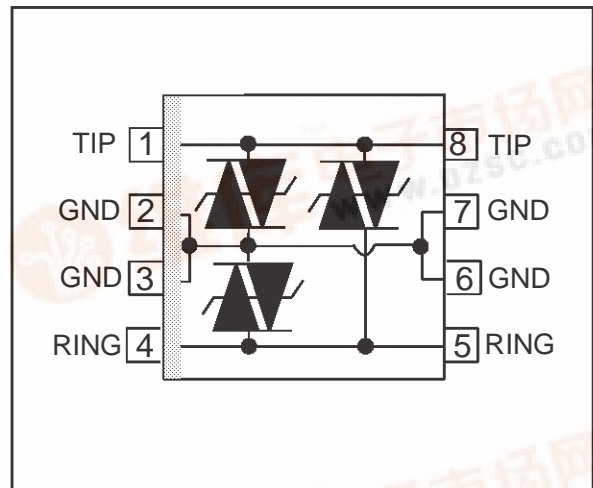 TIP 1
8 TIP
GND 2
7 GND
GND 3
6 GND
RING 4
5 RING